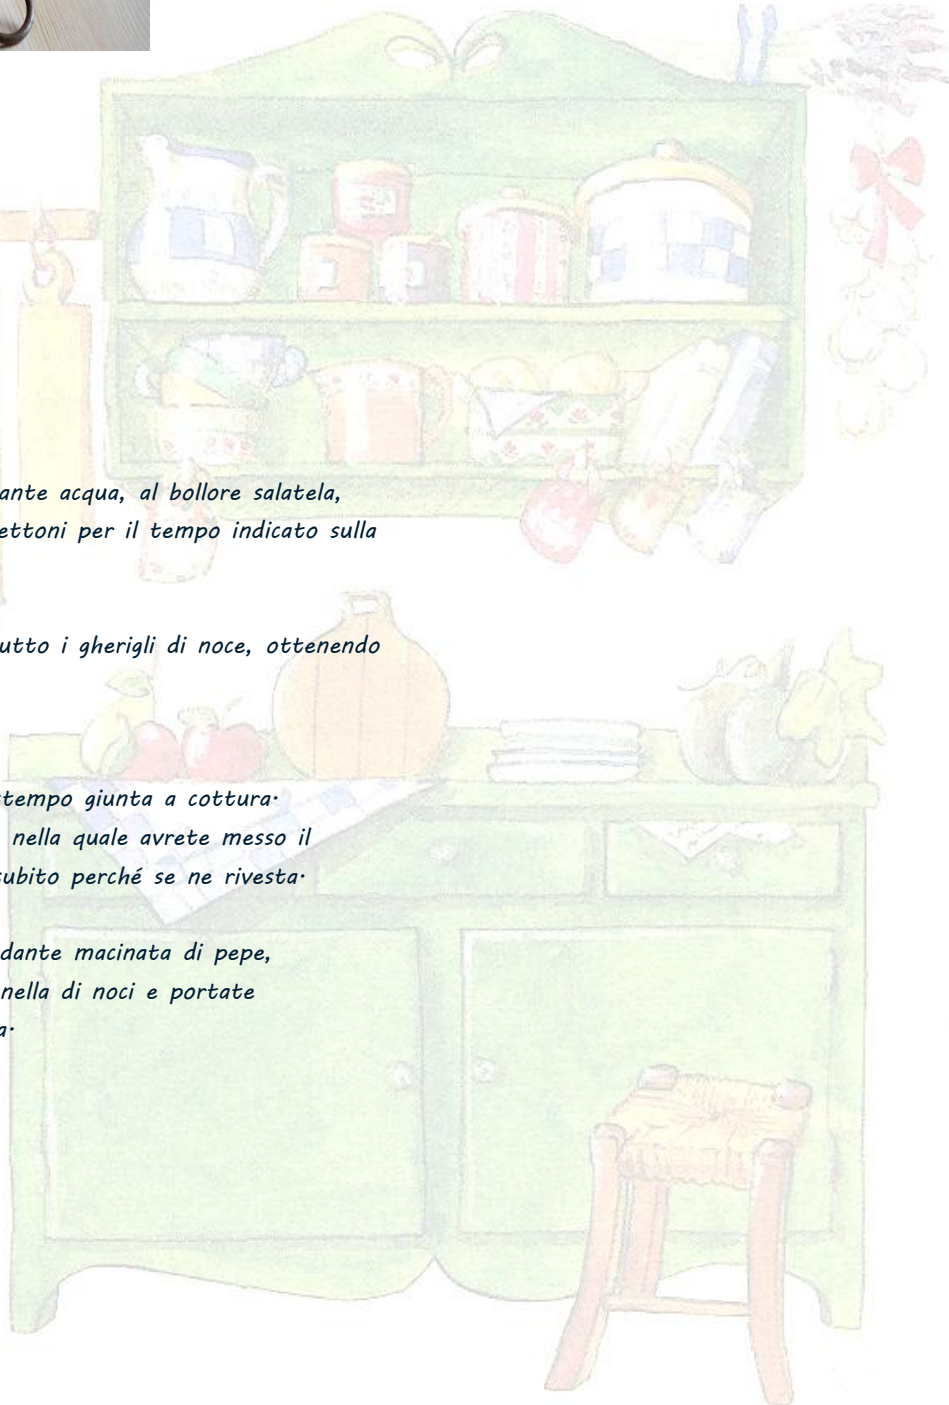 ante acqua, al bollore salatela,
ettoni per il tempo indicato sulla
utto i gherigli di noce, ottenendo
tempo giunta a cottura·
nella quale avrete messo il
subito perché se ne rivesta·
dante macinata di pepe,
nella di noci e portate
a·